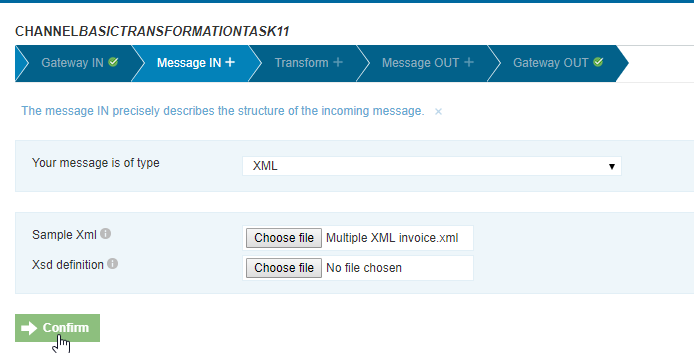 CHANNELBASICTRANSFORMATIONTASK11
Gateway IN Message IN + Transform + Message OUT + Gateway OUT
The message IN precisely describes the structure of the incoming message. ×
Your message is of type XML
Sample Xml Choose file Multiple XML invoice.xml
Xsd definition Choose file No file chosen
Confirm